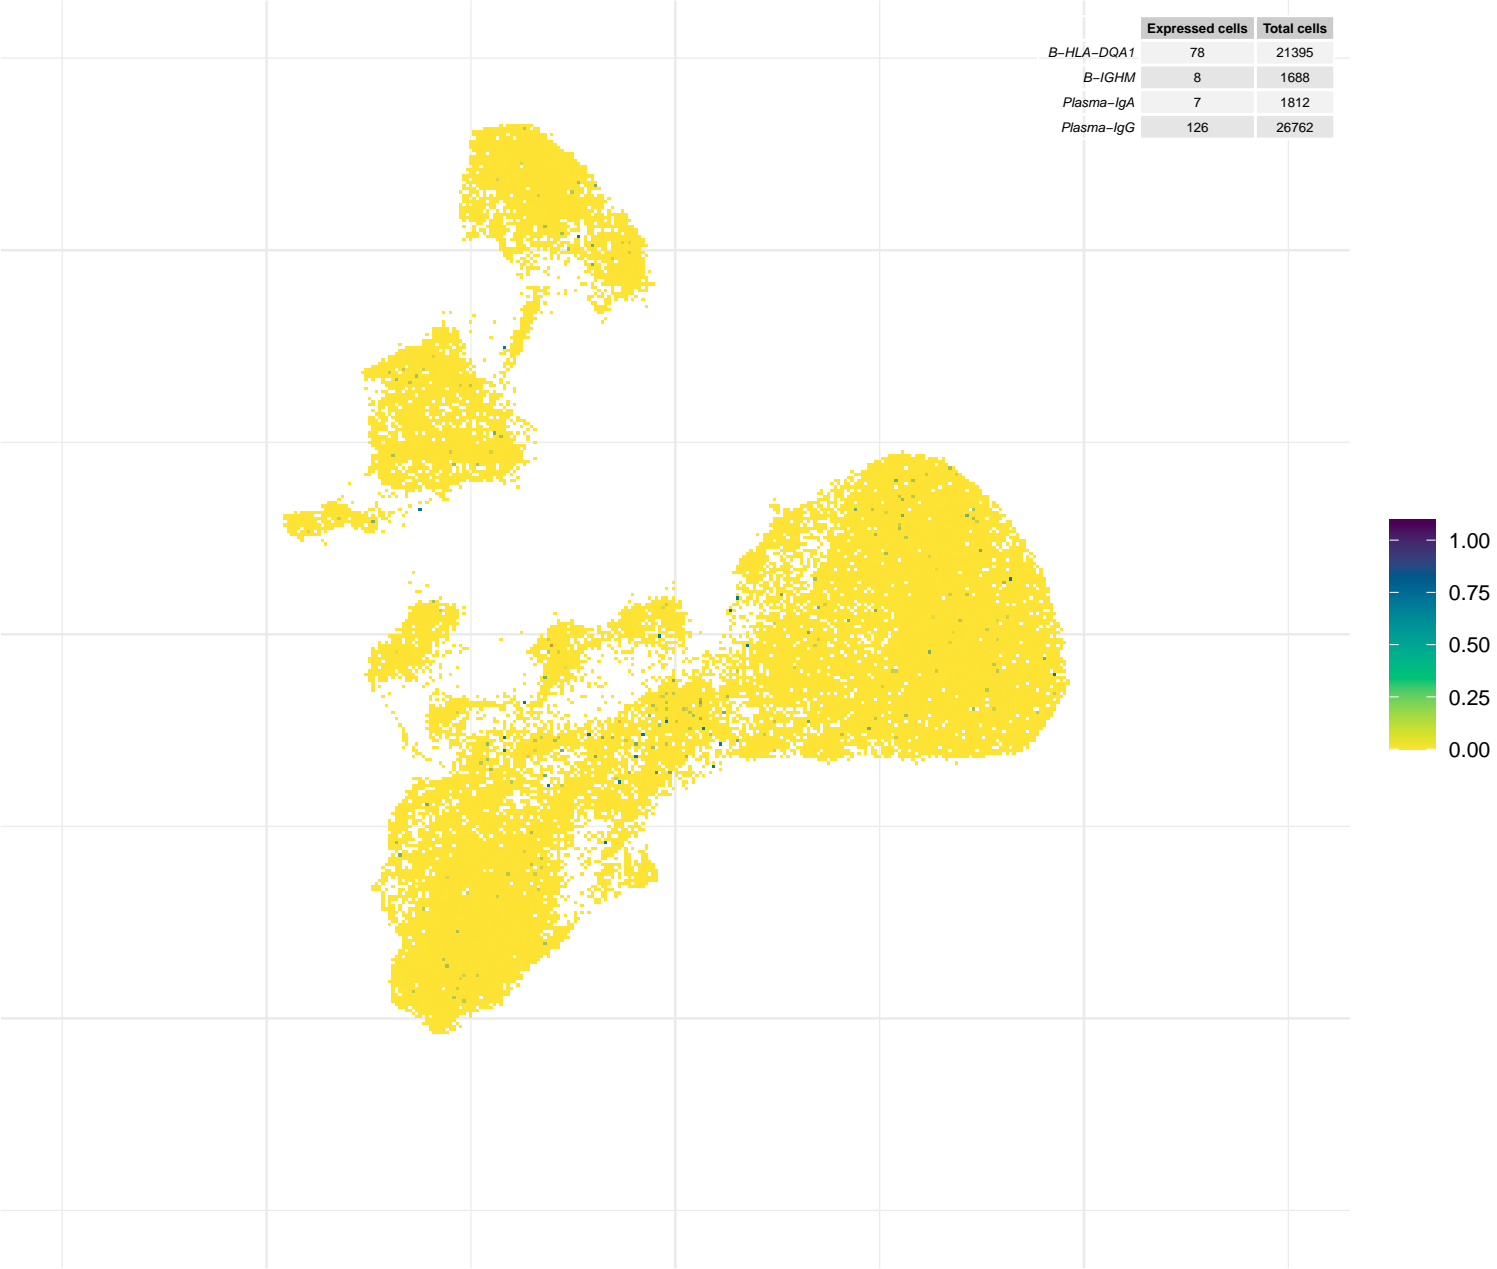 Expressed cells Total cells
B−HLA−DQA1 78 21395
B−IGHM 8 1688
Plasma−IgA 7 1812
Plasma−IgG 126 26762
1.00
0.75
0.50
0.25
0.00